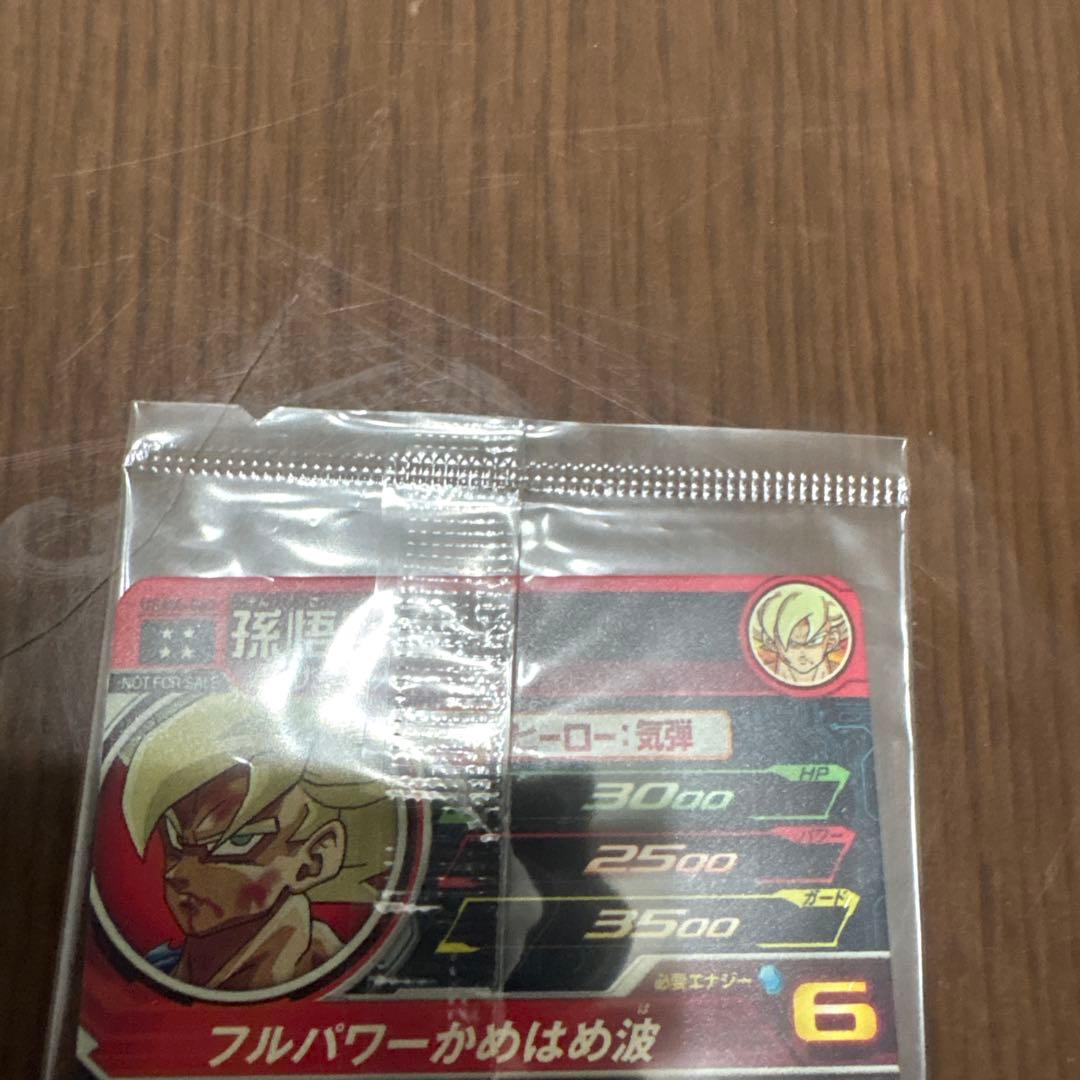 孫悟
NOT FOR SALE
ヒーロー:気弾
HP
3000
パワー
2500
ガード
3500
必要エナジー
6
は
フルパワーかめはめ波